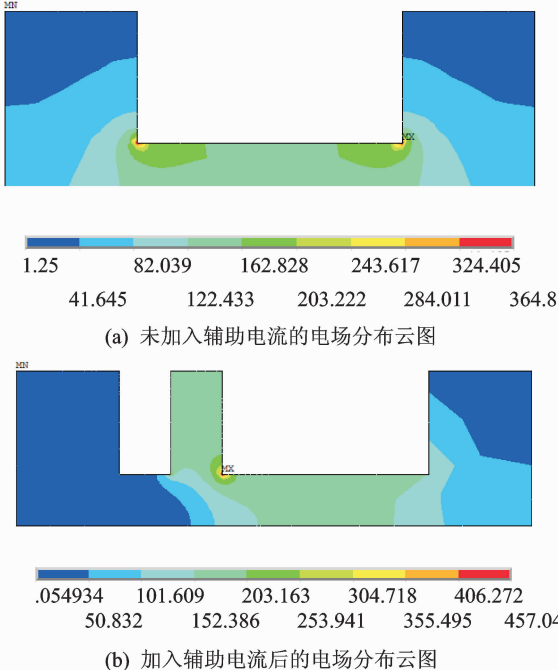 MN
MX
1.25 82.039 162.828 243.617 324.405
41.645 122.433 203.222 284.011 364.8
(a) 未加入辅助电流的电场分布云图
MN
MX
.054934 101.609 203.163 304.718 406.272
50.832 152.386 253.941 355.495 457.04
(b) 加入辅助电流后的电场分布云图